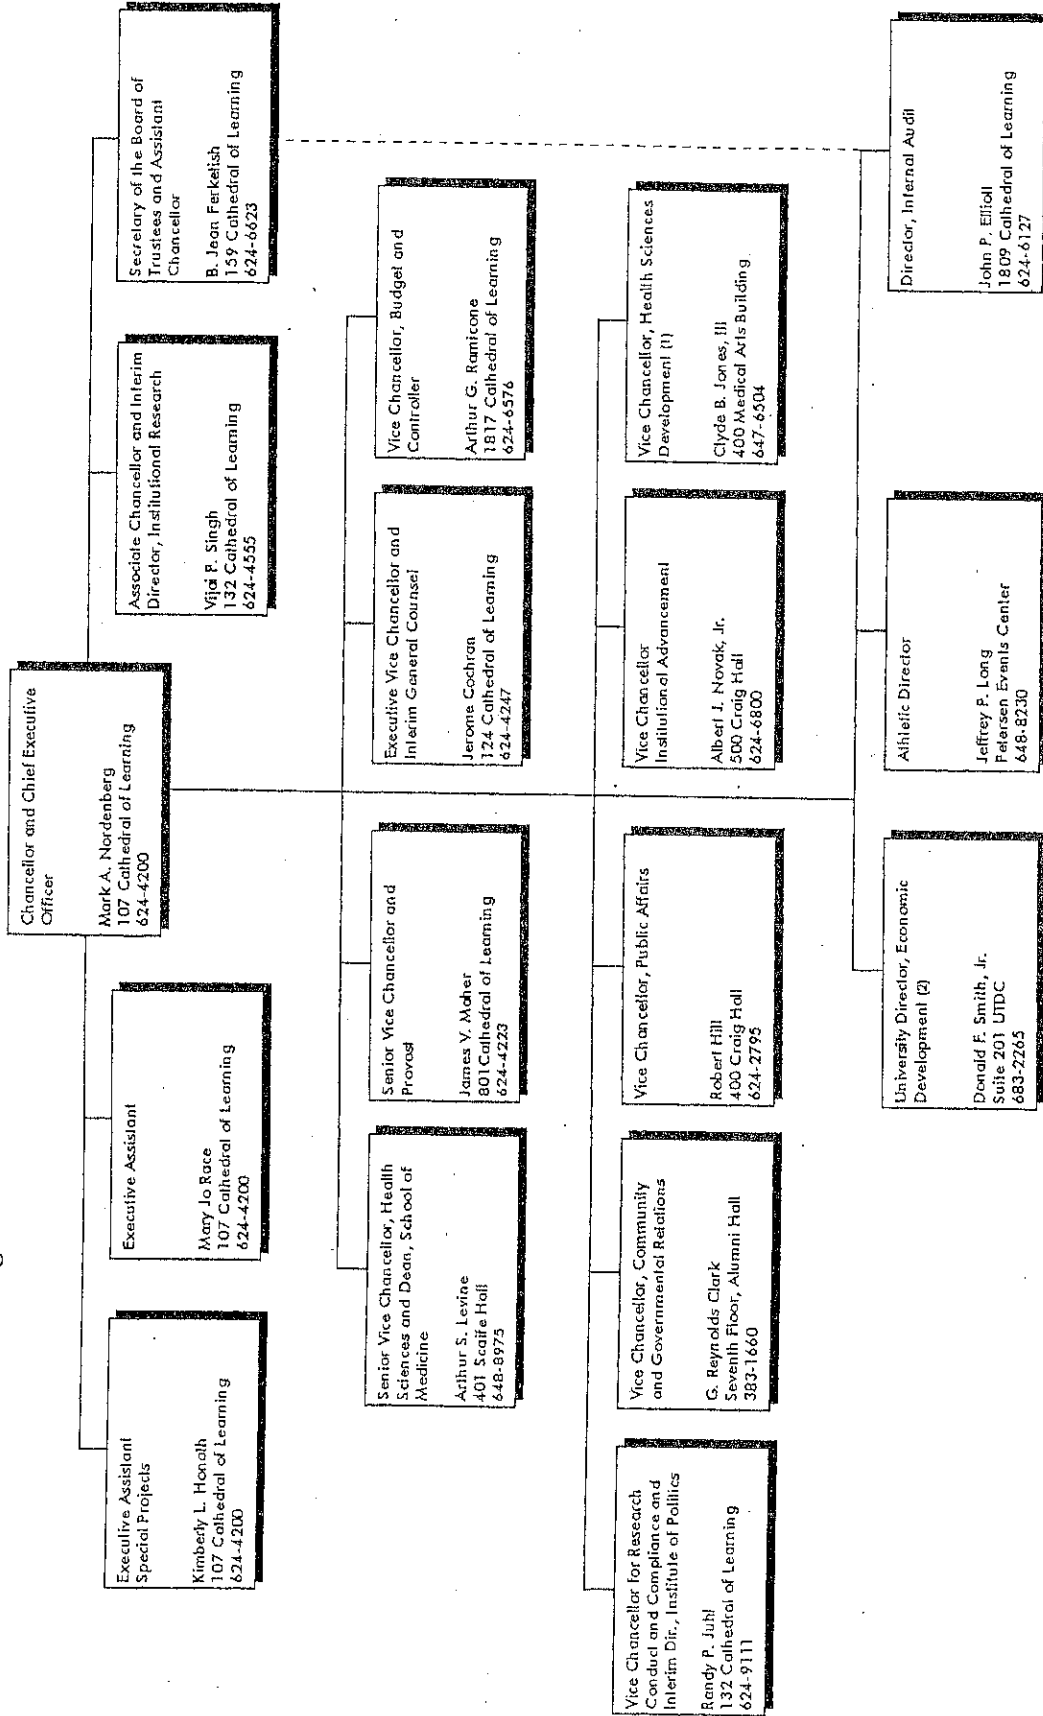 Chancellor and Chief Executive
Officer
Mark A. Nordenberg
107 Cathedral of Learning
624-4200
Executive Assistant
Special Projects
Kimberly L. Honath
107 Cathedral of Learning
624-4200
Executive Assistant
Mary Jo Race
107 Cathedral of Learning
624-4200
Associate Chancellor and Interim
Director, Institutional Research
Vijai P. Singh
132 Cathedral of Learning
624-4555
Secretary of the Board of
Trustees and Assistant
Chancellor
B. Jean Ferketish
159 Cathedral of Learning
624-6623
Senior Vice Chancellor, Health
Sciences and Dean, School of
Medicine
Arthur S. Levine
401 Scaife Hall
648-8975
Senior Vice Chancellor and
Provost
James V. Maher
801Cathedral of Learning
624-4223
Executive Vice Chancellor and
Interim General Counsel
Jerome Cochran
124 Cathedral of Learning
624-4247
Vice Chancellor, Budget and
Controller
Arthur G. Ramicone
1817 Cathedral of Learning
624-6576
Vice Chancellor for Research
Conduct and Compliance and
Interim Dir., Institute of Politics
Randy P. Juhl
132 Cathedral of Learning
624-9111
Vice Chancellor, Community
and Governmental Relations
G. Reynolds Clark
Seventh Floor, Alumni Hall
383-1660
Vice Chancellor, Public Affairs
Robert Hill
400 Craig Hall
624-2795
Vice Chancellor
Institutional Advancement
Albert J. Novak, Jr.
500 Craig Hall
624-6800
Vice Chancellor, Health Sciences
Development (1)
Clyde B. Jones, III
400 Medical Arts Building
647-6504
University Director, Economic
Development (2)
Donald F. Smith, Jr.
Suite 201 UTDC
683-2265
Athletic Director
Jeffrey P. Long
Petersen Events Center
648-8230
Director, Internal Audit
John P. Elliott
1809 Cathedral of Learning
624-6127